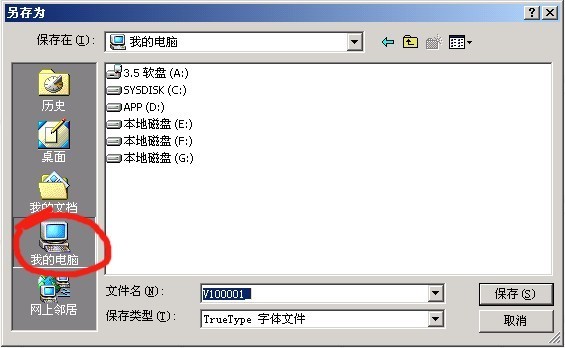 另存为
保存在(I):
我的电脑
历史
桌面
我的文档
我的电脑
网上邻居
3.5 软盘 (A:)
SYSDISK (C:)
APP (D:)
本地磁盘 (E:)
本地磁盘 (F:)
本地磁盘 (G:)
文件名(N):
V100001_
保存(S)
保存类型(T):
TrueType 字体文件
取消